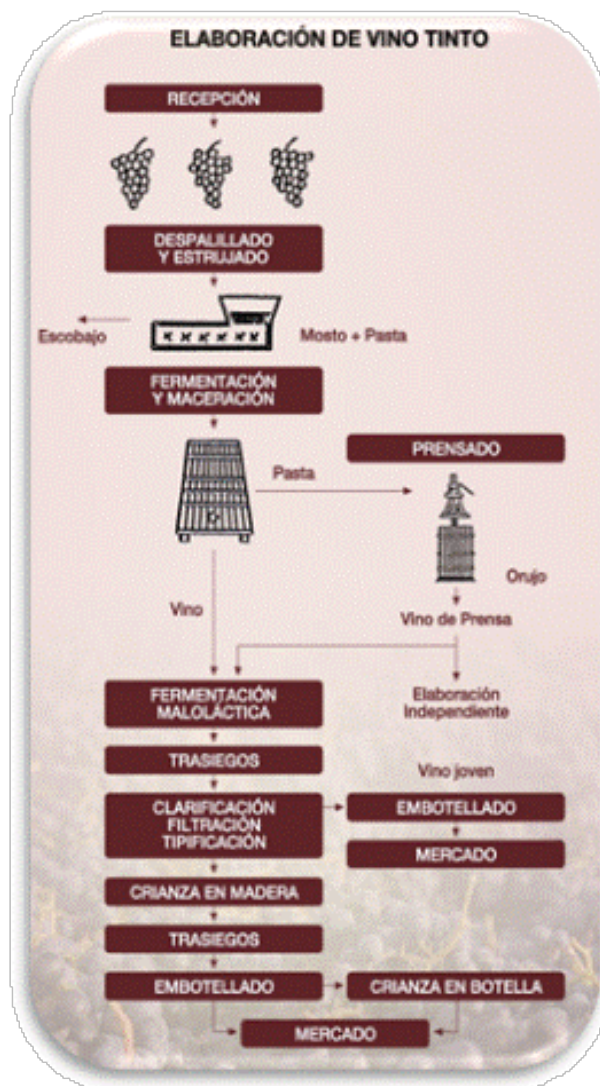 ELABORACIÓN DE VINO TINTO
RECEPCIÓN
DESPALILLADO
Y ESTRUJADO
Escobajo
Mosto + Pasta
FERMENTACIÓN
Y MACERACIÓN
PRENSADO
Pasta
Orujo
Vino
Vino de Prensa
FERMENTACIÓN
MALOLÁCTICA
Elaboración
Independiente
TRASIEGOS
Vino joven
CLARIFICACIÓN
FILTRACIÓN
TIPIFICACIÓN
EMBOTELLADO
MERCADO
CRIANZA EN MADERA
TRASIEGOS
EMBOTELLADO
CRIANZA EN BOTELLA
MERCADO